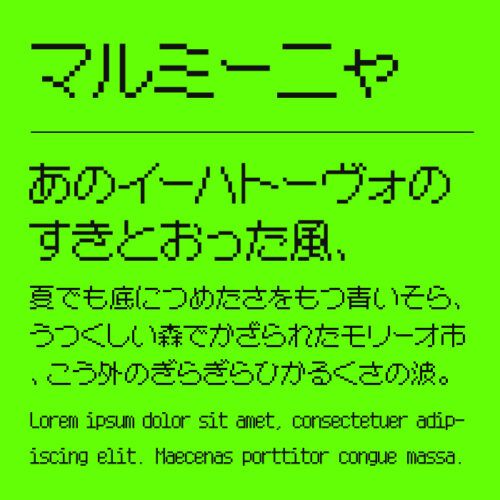 マルミーニャ
あのイーハトーヴォの
すきとおった風、
夏でも底につめたさをもつ青いそら、
うつくしい森でかざられたモリーオ市
、こう外のぎらぎらひかるくさの波。
Lorem ipsum dolor sit amet, consectetuer adip-
iscing elit. Maecenas porttitor congue massa.